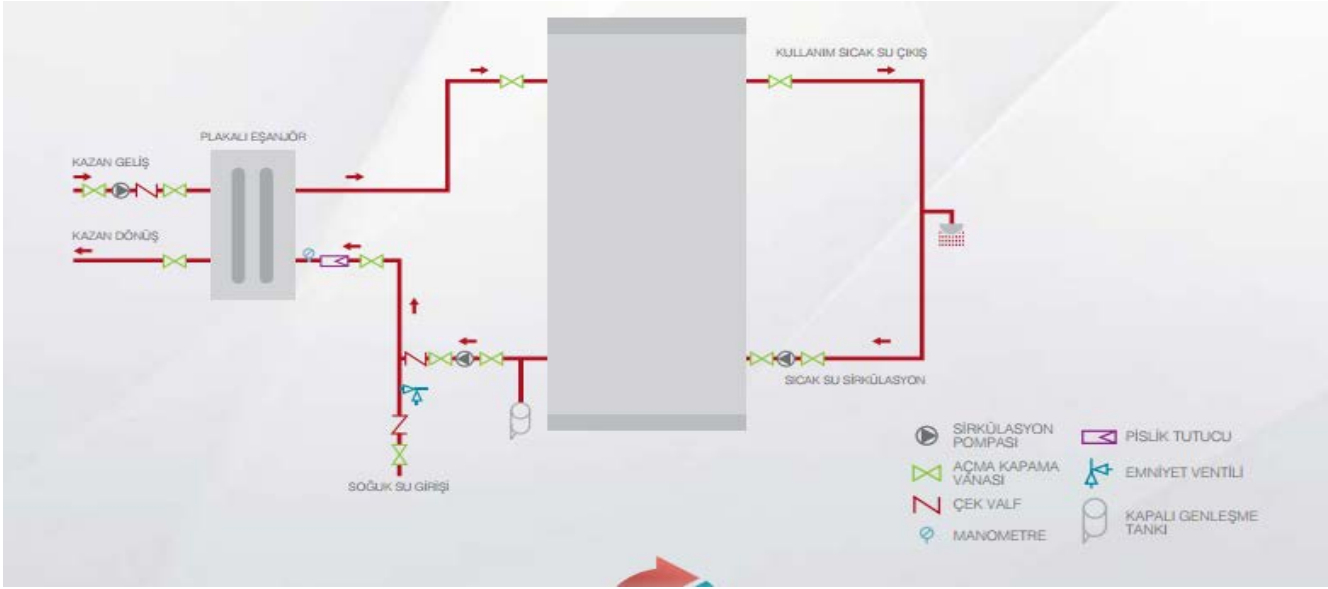 KULLANIM SICAK SU ÇIKIŞ
PLAKALI EŞANJÖR
KAZAN GELİŞ
KAZAN DÖNÜŞ
SICAK SU SİRKÜLASYON
SOĞUK SU GİRİŞİ
SİRKÜLASYON
POMPASI
AÇMA KAPAMA
VANASI
ÇEK VALF
MANOMETRE
PİSLİK TUTUCU
EMNİYET VENTİLİ
KAPALI GENLEŞME
TANKI